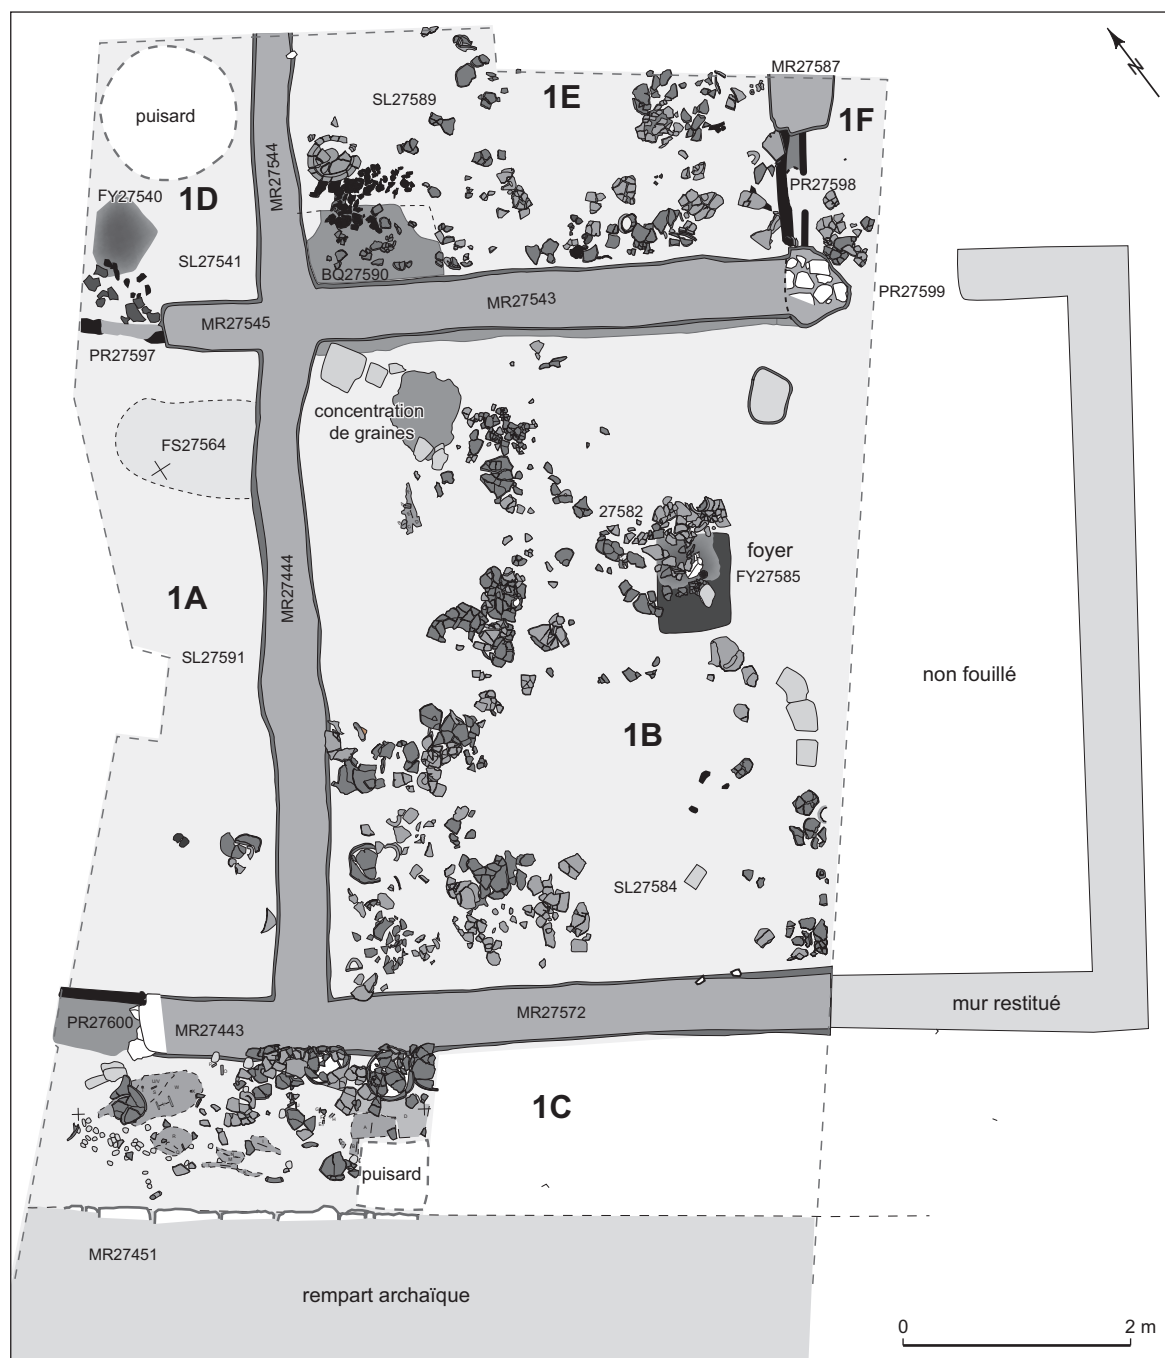 MR27587
N
SL27589
1E
1F
puisard
MR27544
PR27598
FY27540
1D
SL27541
BQ27590
PR27599
MR27543
MR27545
PR27597
concentration
de graines
FS27564
27582
foyer
FY27585
MR27444
1A
SL27591
non fouillé
1B
SL27584
PR27600
MR27443
MR27572
mur restitué
1C
puisard
MR27451
rempart archaïque
0
2 m